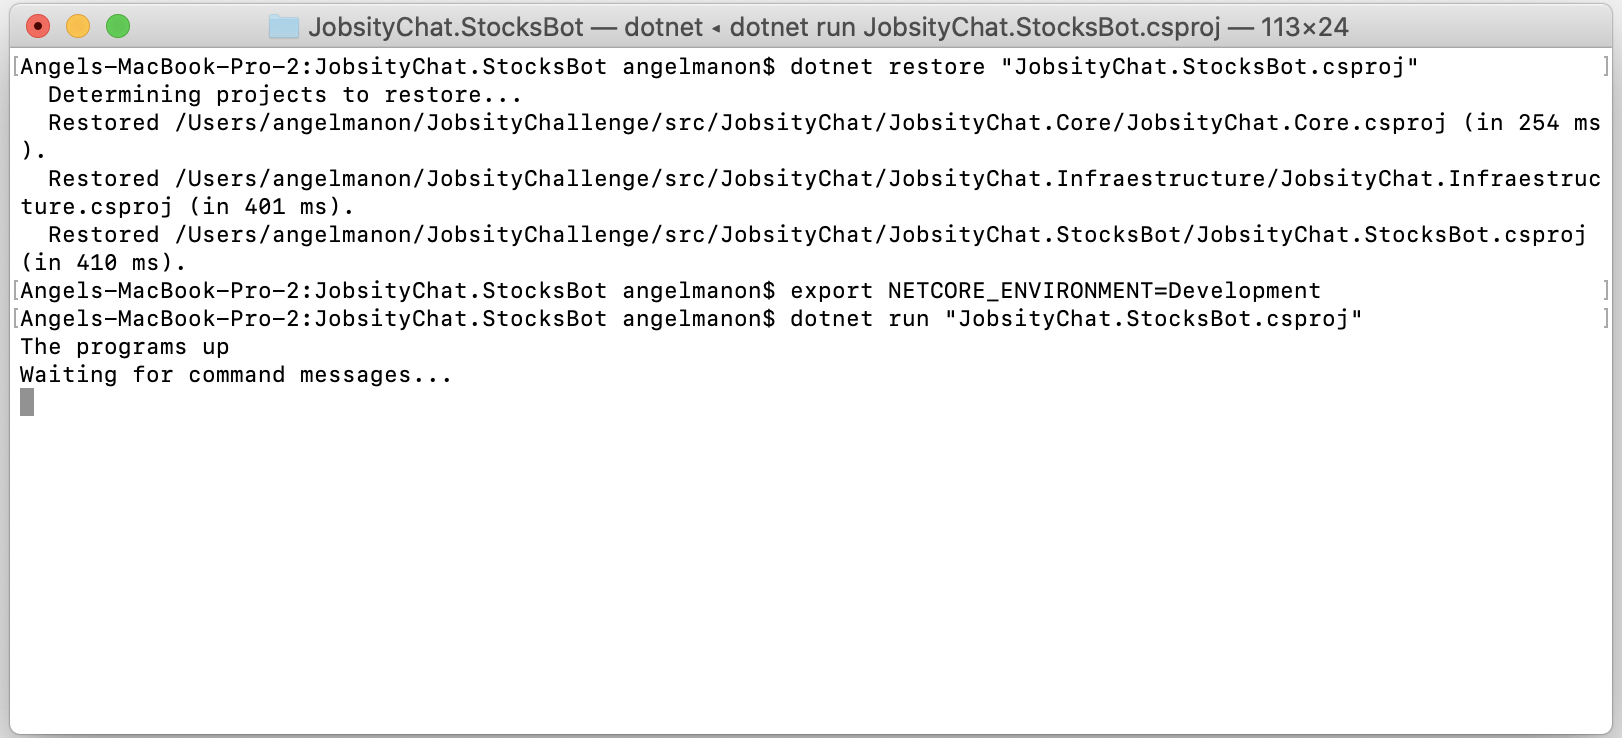 JobsityChat.StocksBot — dotnet ◂ dotnet run JobsityChat.StocksBot.csproj — 113×24
[Angels-MacBook-Pro-2:JobsityChat.StocksBot angelmanon$ dotnet restore "JobsityChat.StocksBot.csproj" ]
  Determining projects to restore...
  Restored /Users/angelmanon/JobsityChallenge/src/JobsityChat/JobsityChat.Core/JobsityChat.Core.csproj (in 254 ms
).
  Restored /Users/angelmanon/JobsityChallenge/src/JobsityChat/JobsityChat.Infraestructure/JobsityChat.Infraestruc
ture.csproj (in 401 ms).
  Restored /Users/angelmanon/JobsityChallenge/src/JobsityChat/JobsityChat.StocksBot/JobsityChat.StocksBot.csproj
(in 410 ms).
[Angels-MacBook-Pro-2:JobsityChat.StocksBot angelmanon$ export NETCORE_ENVIRONMENT=Development ]
[Angels-MacBook-Pro-2:JobsityChat.StocksBot angelmanon$ dotnet run "JobsityChat.StocksBot.csproj" ]
The programs up
Waiting for command messages...